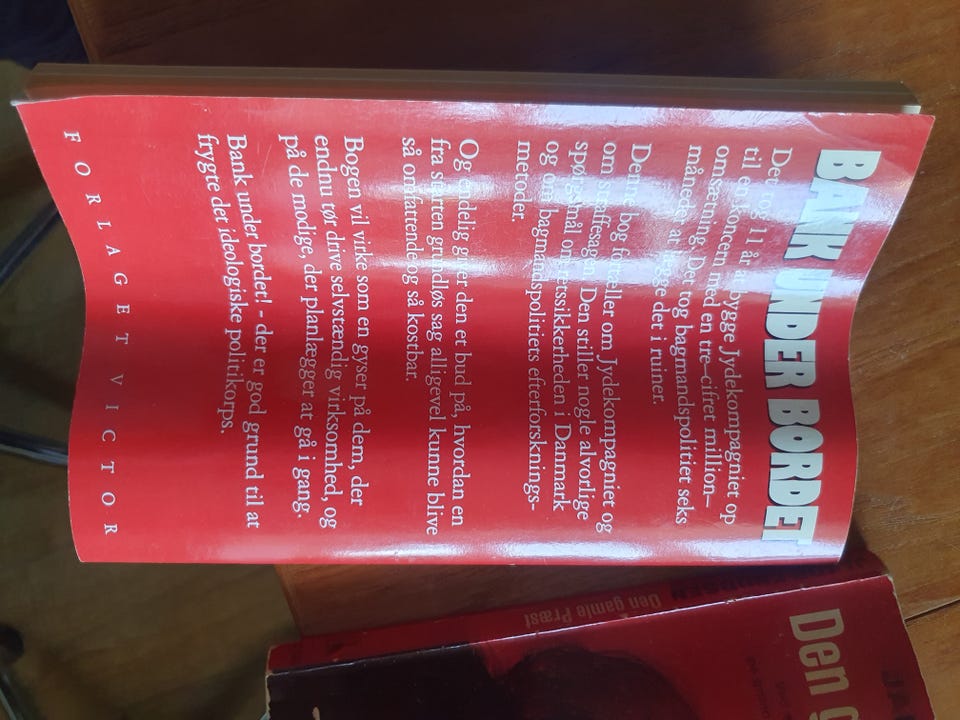 BANK UNDER BORDET
Det tog 11 år at bygge Jydekompagniet op
til en koncern med en tre-cifret million-
omsætning. Det tog bagmandspolitiet seks
måneder at lægge det i ruiner.
Denne bog fortæller om Jydekompagniet og
om straffesagen. Den stiller nogle alvorlige
spørgsmål om retssikkerheden i Danmark
og om bagmandspolitiets efterforsknings-
metoder.
Og endelig giver den et bud på, hvordan en
fra starten grundløs sag alligevel kunne blive
så omfattende og så kostbar.
Bogen vil virke som en gyser på dem, der
endnu tør drive selvstændig virksomhed, og
på de modige, der planlægger at gå i gang.
Bank under bordet! - der er god grund til at
frygte det ideologiske politikorps.
FORLAGET VICTOR
Den gamle Præst
JA
Den